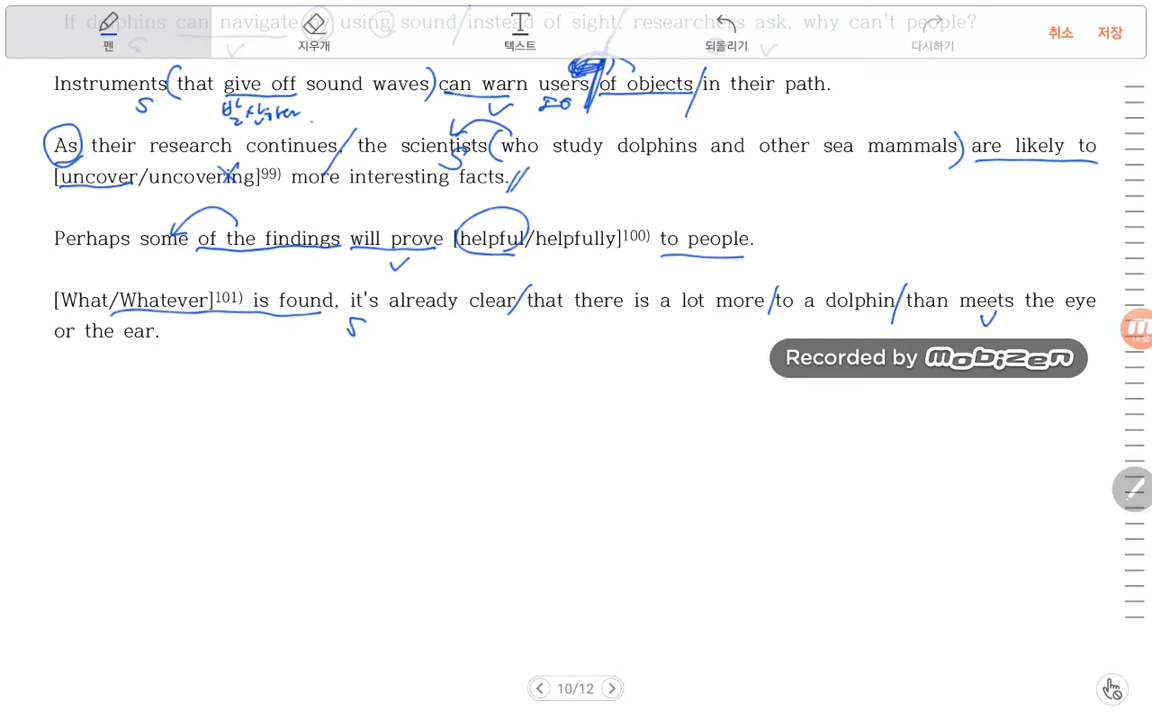 If dolphins can navigate by using sound instead of sight, researchers ask, why can't people?
펜 지우개 텍스트 되돌리기 다시하기 취소 저장
S V V
Instruments that give off sound waves can warn users of objects in their path.
S 발산하다. V I·O
As their research continues, the scientists who study dolphins and other sea mammals are likely to
S
[uncover/uncovering]99) more interesting facts.
Perhaps some of the findings will prove [helpful/helpfully]100) to people.
V
[What/Whatever]101) is found, it's already clear that there is a lot more to a dolphin than meets the eye
S V
or the ear.
Recorded by mobizen
10/12